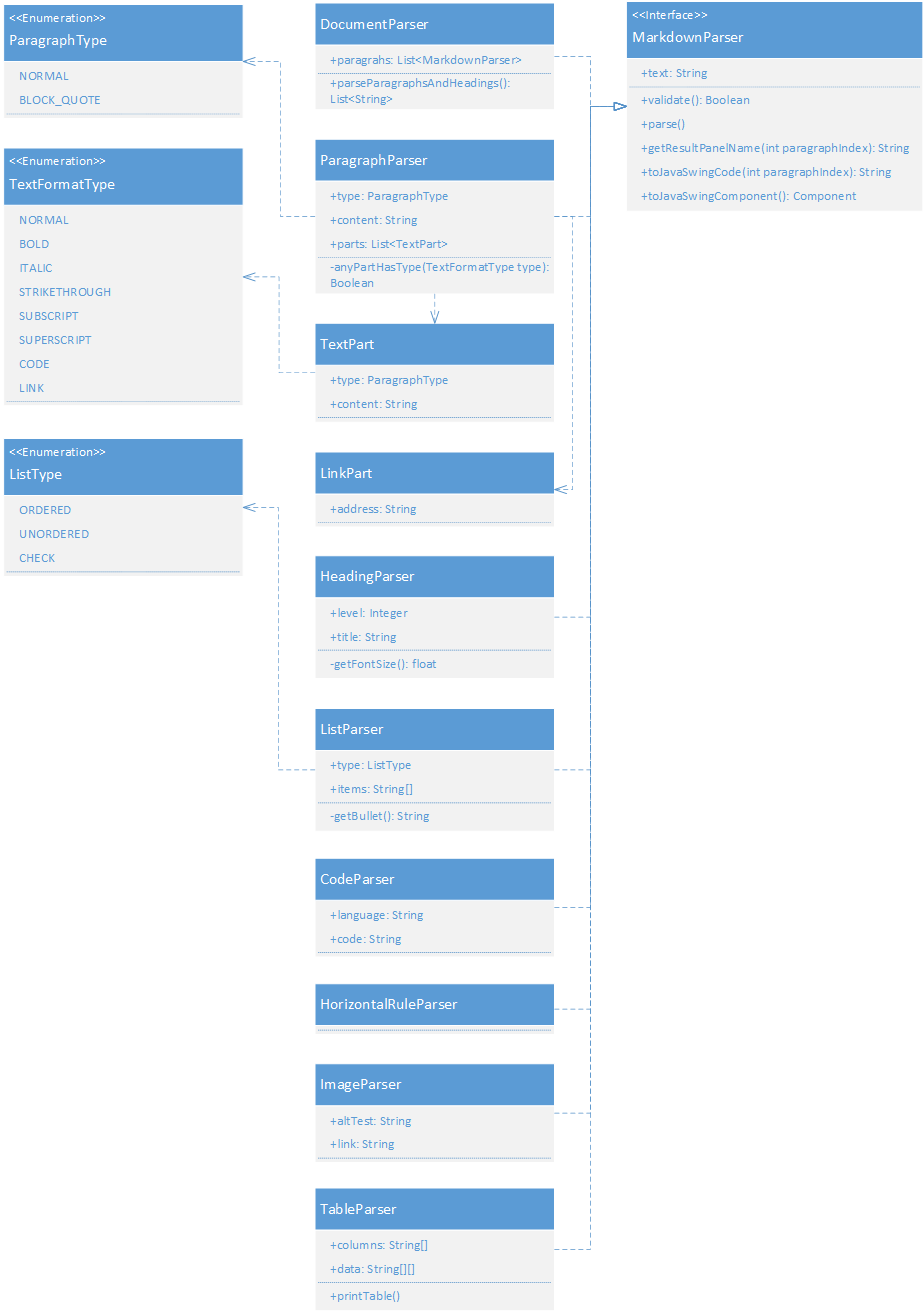 <<Enumeration>>
ParagraphType
NORMAL
BLOCK_QUOTE
<<Enumeration>>
TextFormatType
NORMAL
BOLD
ITALIC
STRIKETHROUGH
SUBSCRIPT
SUPERSCRIPT
CODE
LINK
<<Enumeration>>
ListType
ORDERED
UNORDERED
CHECK
DocumentParser
+paragrahs: List<MarkdownParser>
+parseParagraphsAndHeadings():
List<String>
ParagraphParser
+type: ParagraphType
+content: String
+parts: List<TextPart>
-anyPartHasType(TextFormatType type):
Boolean
TextPart
+type: ParagraphType
+content: String
LinkPart
+address: String
HeadingParser
+level: Integer
+title: String
-getFontSize(): float
ListParser
+type: ListType
+items: String[]
-getBullet(): String
CodeParser
+language: String
+code: String
HorizontalRuleParser
ImageParser
+altTest: String
+link: String
TableParser
+columns: String[]
+data: String[][]
+printTable()
<<Interface>>
MarkdownParser
+text: String
+validate(): Boolean
+parse()
+getResultPanelName(int paragraphIndex): String
+toJavaSwingCode(int paragraphIndex): String
+toJavaSwingComponent(): Component